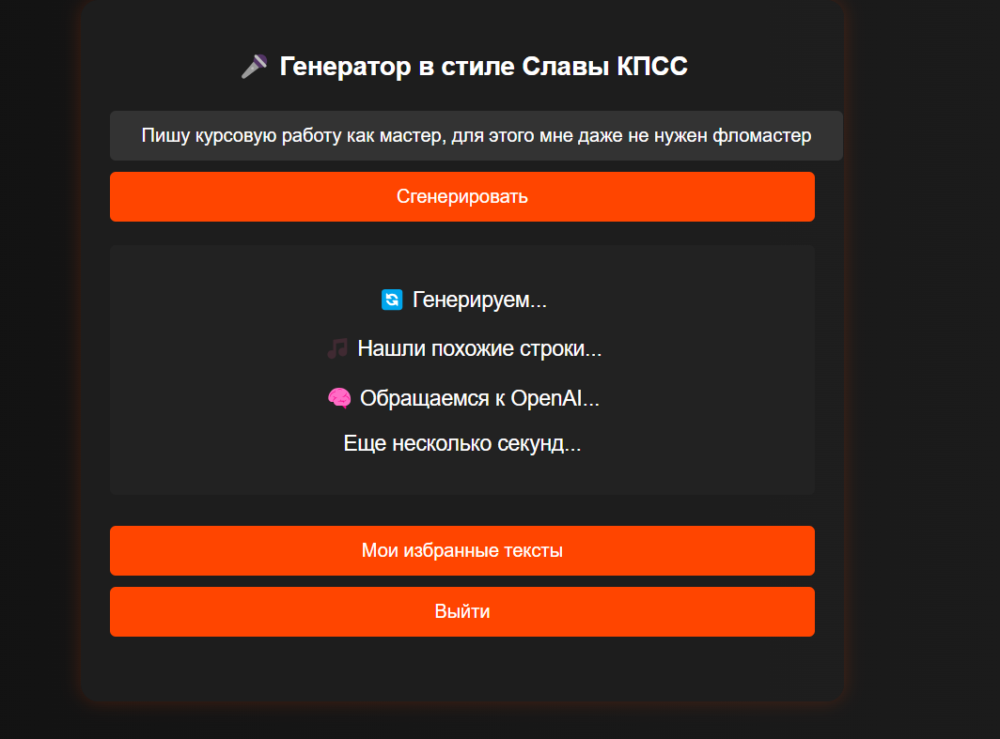 Генератор в стиле Славы КПСС
Пишу курсовую работу как мастер, для этого мне даже не нужен фломастер
Сгенерировать
Генерируем...
Нашли похожие строки...
Обращаемся к OpenAI...
Еще несколько секунд...
Мои избранные тексты
Выйти